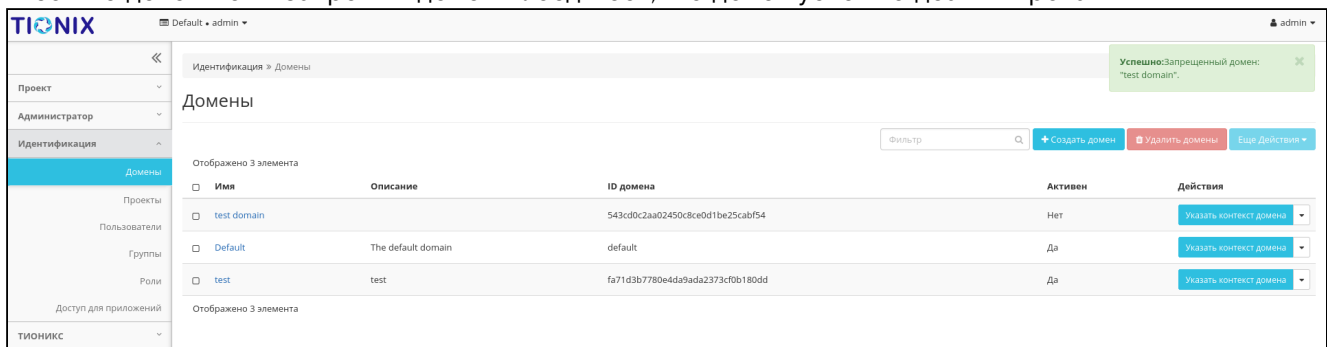 TIONIX
Default • admin ▾
admin ▾
Идентификация » Домены
Успешно:Запрещенный домен:
"test domain".
Проект
Администратор
Идентификация
Домены
Проекты
Пользователи
Группы
Роли
Доступ для приложений
ТИОНИКС
Домены
Фильтр
+ Создать домен
Удалить домены
Еще Действия ▾
Отображено 3 элемента
Имя Описание ID домена Активен Действия
test domain 543cd0c2aa02450c8ce0d1be25cabf54 Нет Указать контекст домена
Default The default domain default Да Указать контекст домена
test test fa71d3b7780e4da9ada2373cf0b180dd Да Указать контекст домена
Отображено 3 элемента